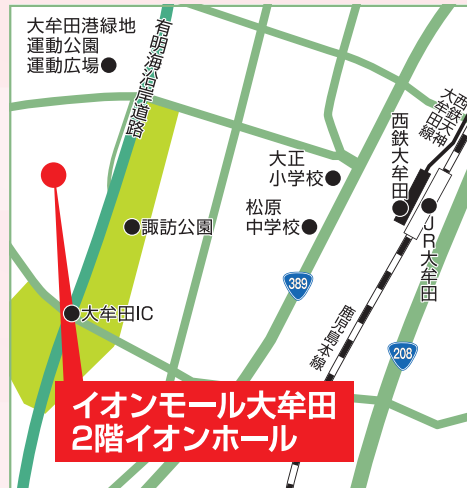 大牟田港緑地
運動公園
運動広場
有明海沿岸道路
西鉄天神
大牟田線
大正
小学校
西鉄大牟田
松原
中学校
諏訪公園
JR大牟田
389
大牟田IC
鹿児島本線
208
イオンモール大牟田
2階イオンホール